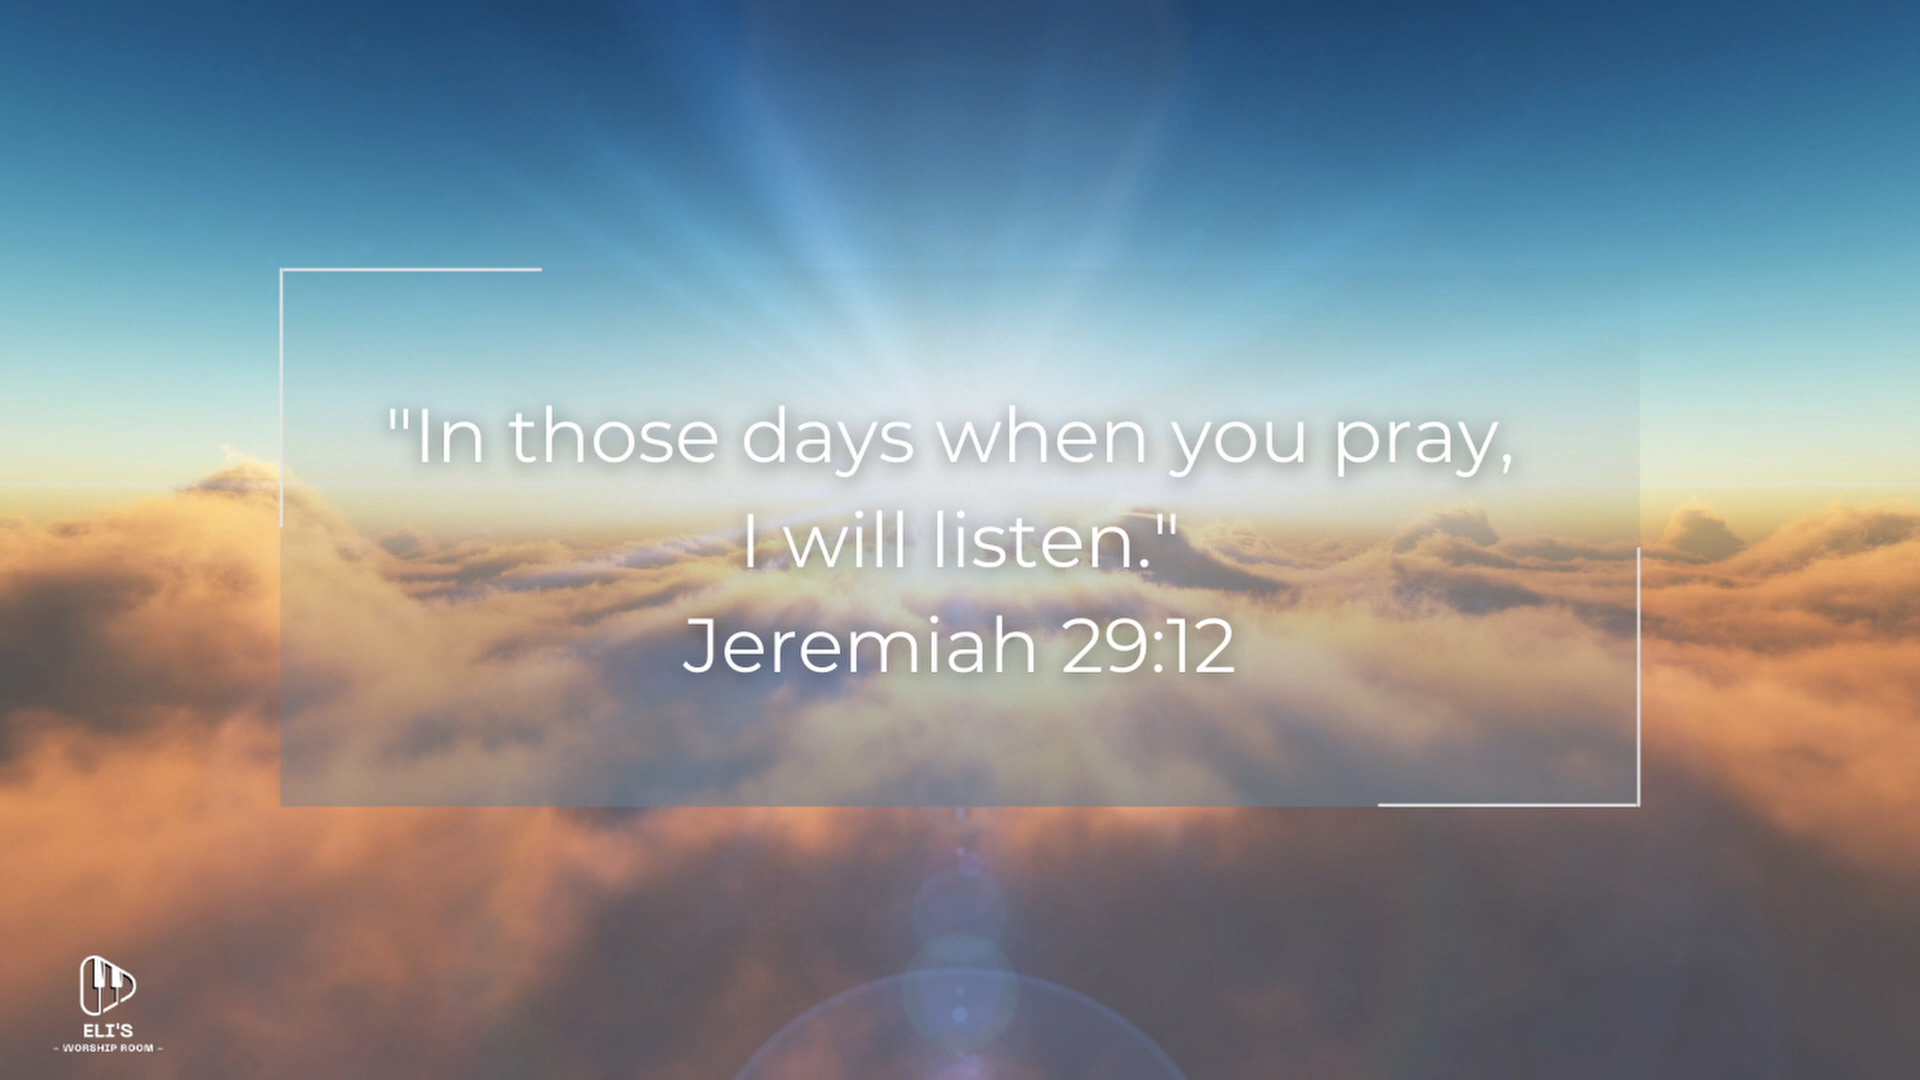 "In those days when you pray,
I will listen."
Jeremiah 29:12
ELI'S
- WORSHIP ROOM -